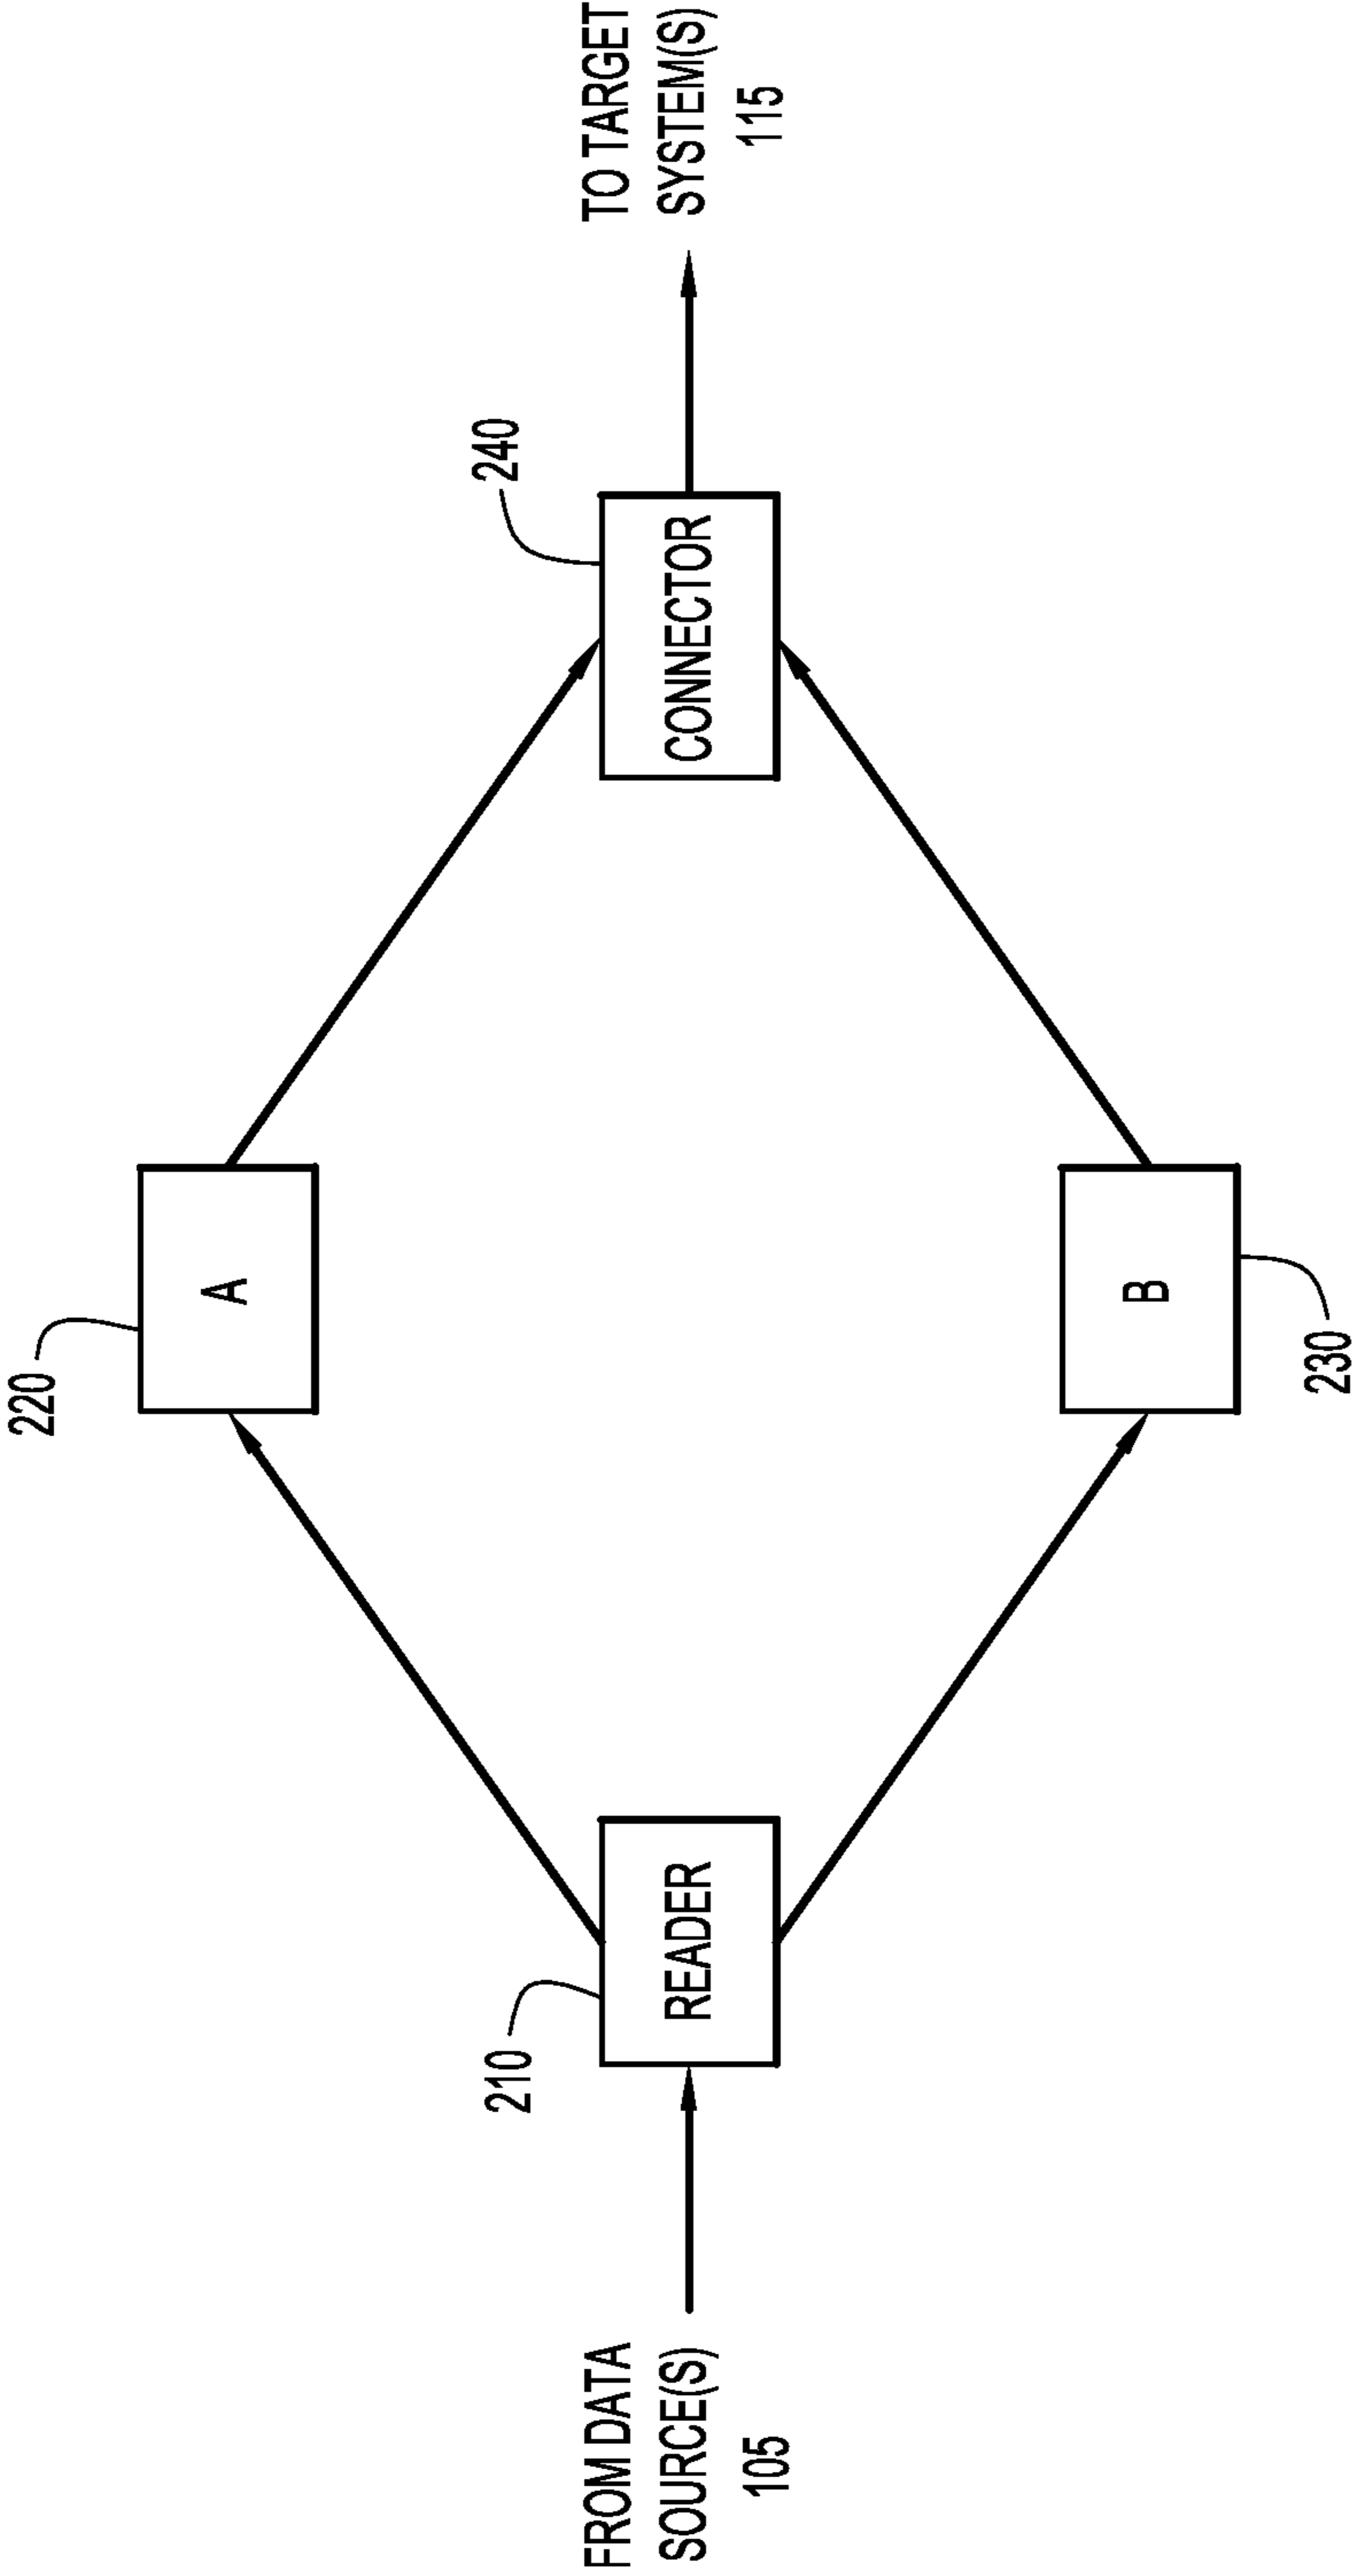 220
A
210
240
FROM DATA
SOURCE(S)
105
READER
CONNECTOR
TO TARGET
SYSTEM(S)
115
B
230